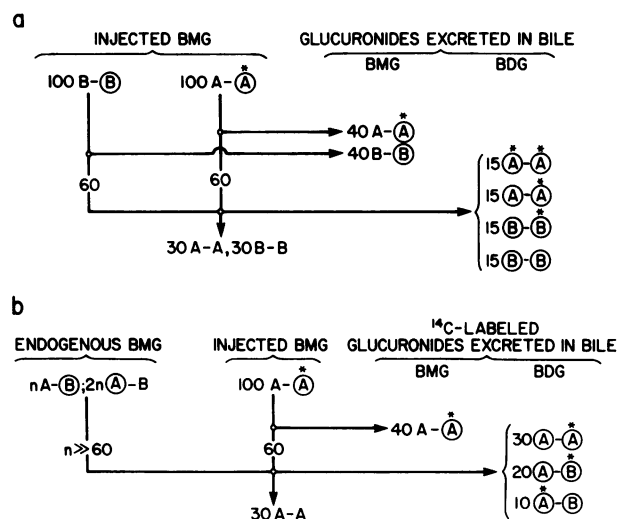 a
INJECTED BMG
GLUCURONIDES EXCRETED IN BILE
BMG BDG
100 B-Ⓑ 100 A-Ⓐ*
40 A-Ⓐ*
40 B-Ⓑ
60 60
15 Ⓐ*-Ⓐ*
15 Ⓐ-Ⓐ*
15 Ⓑ-Ⓑ*
15 Ⓑ-Ⓑ
30 A-A, 30 B-B
b
ENDOGENOUS BMG
INJECTED BMG
¹⁴C-LABELED
GLUCURONIDES EXCRETED IN BILE
BMG BDG
nA-Ⓑ;2nⒶ-B
100 A-Ⓐ*
40 A-Ⓐ*
n≫60 60
30 Ⓐ-Ⓐ*
20 Ⓐ-Ⓑ*
10 Ⓐ*-Ⓑ
30 A-A